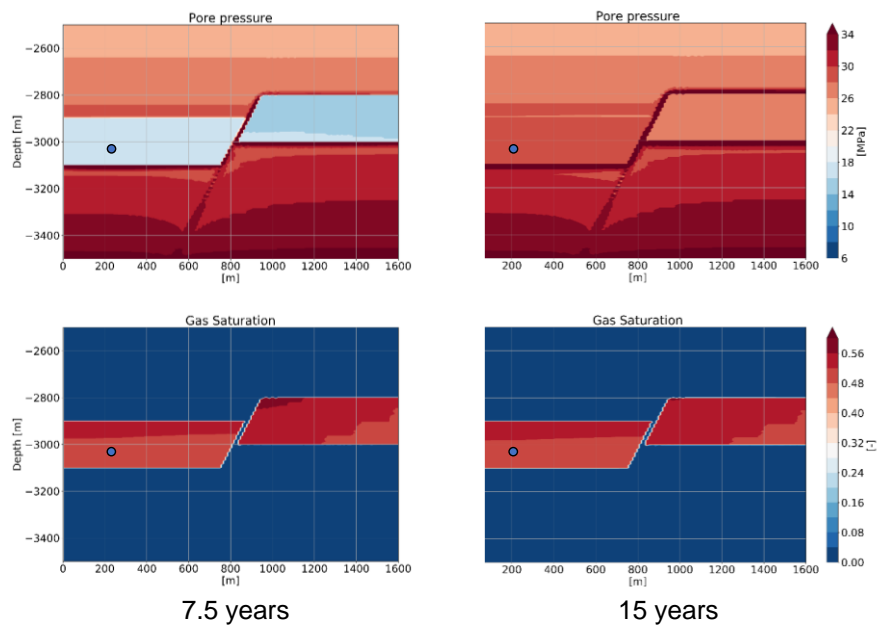 Pore pressure
Pore pressure
−2600
−2800
−3000
−3200
−3400
Depth [m]
0 200 400 600 800 1000 1200 1400 1600
[m]
200 400 600 800 1000 1200 1400 1600
[m]
34
30
26
22
18
14
10
6
[MPa]
Gas Saturation
Gas Saturation
−2600
−2800
−3000
−3200
−3400
Depth [m]
0 200 400 600 800 1000 1200 1400 1600
[m]
200 400 600 800 1000 1200 1400 1600
[m]
0.56
0.48
0.40
0.32
0.24
0.16
0.08
0.00
[-]
7.5 years
15 years